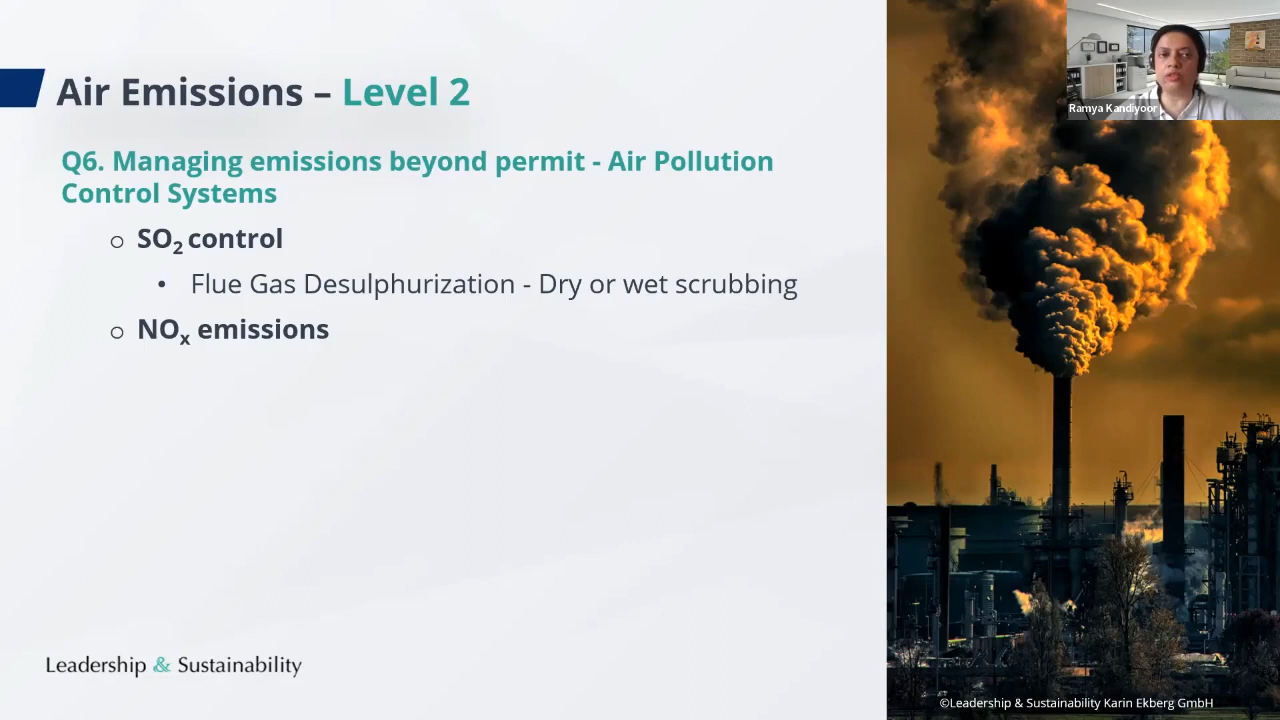 Air Emissions – Level 2
Q6. Managing emissions beyond permit - Air Pollution
Control Systems
○ SO₂ control
• Flue Gas Desulphurization - Dry or wet scrubbing
○ NOₓ emissions
Leadership & Sustainability
Ramya Kandiyoor
©Leadership & Sustainability Karin Ekberg GmbH